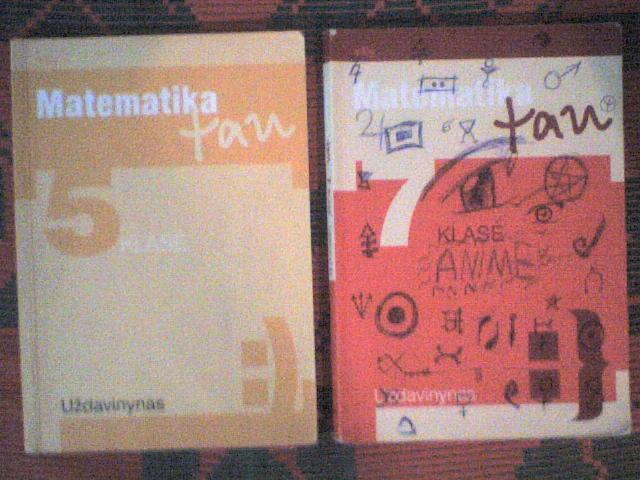 Matematika
tau
5
KLASĖ
Uždavinynas
Matematika
tau
7
KLASĖ
ANIME
Uždavinynas